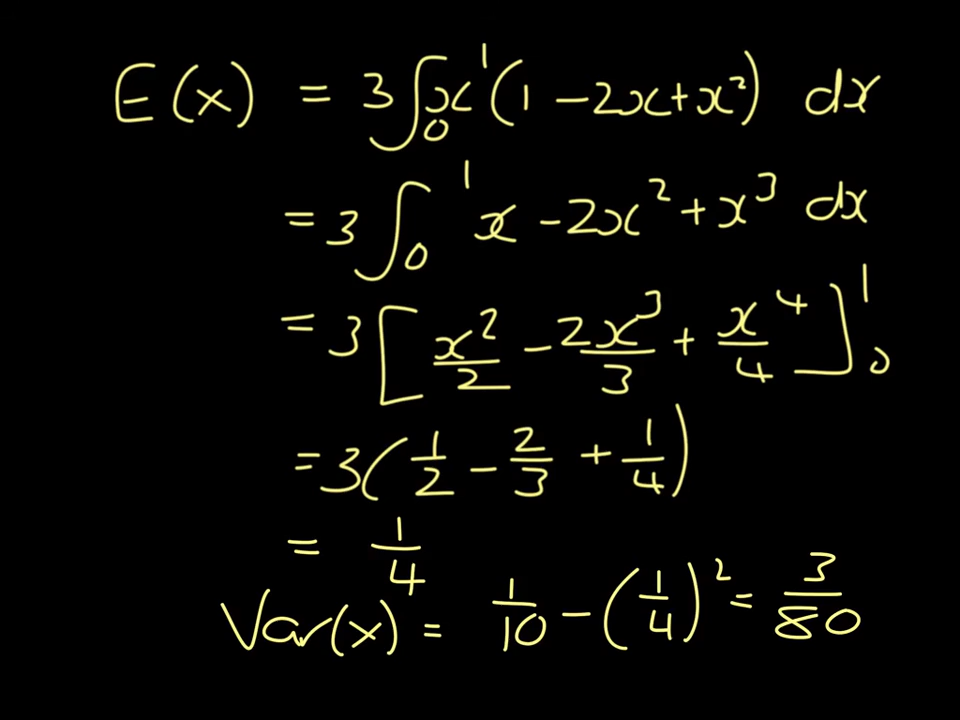 E(x) = 3∫₀¹ x(1 - 2x + x²) dx
= 3∫₀¹ x - 2x² + x³ dx
= 3[x²/2 - 2x³/3 + x⁴/4]₀¹
= 3(1/2 - 2/3 + 1/4)
= 1/4
Var(x) = 1/10 - (1/4)² = 3/80